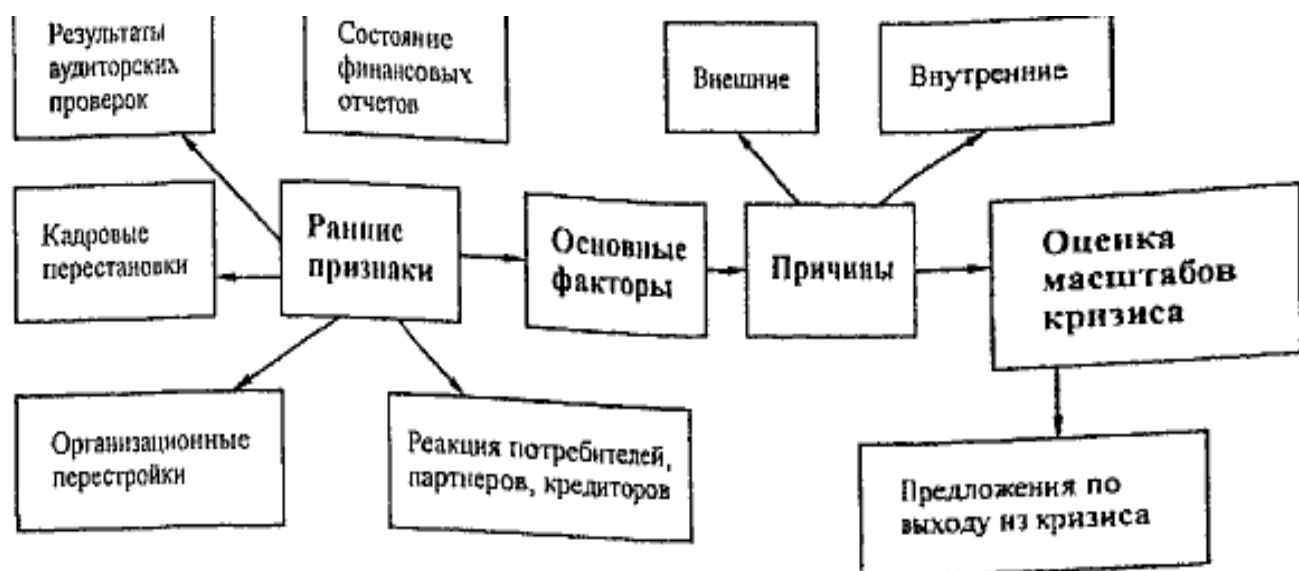 Результаты
аудиторских
проверок
Состояние
финансовых
отчетов
Внешние
Внутренние
Кадровые
перестановки
Ранние
признаки
Основные
факторы
Причины
Оценка
масштабов
кризиса
Организационные
перестройки
Реакция потребителей,
партнеров, кредиторов
Предложения по
выходу из кризиса